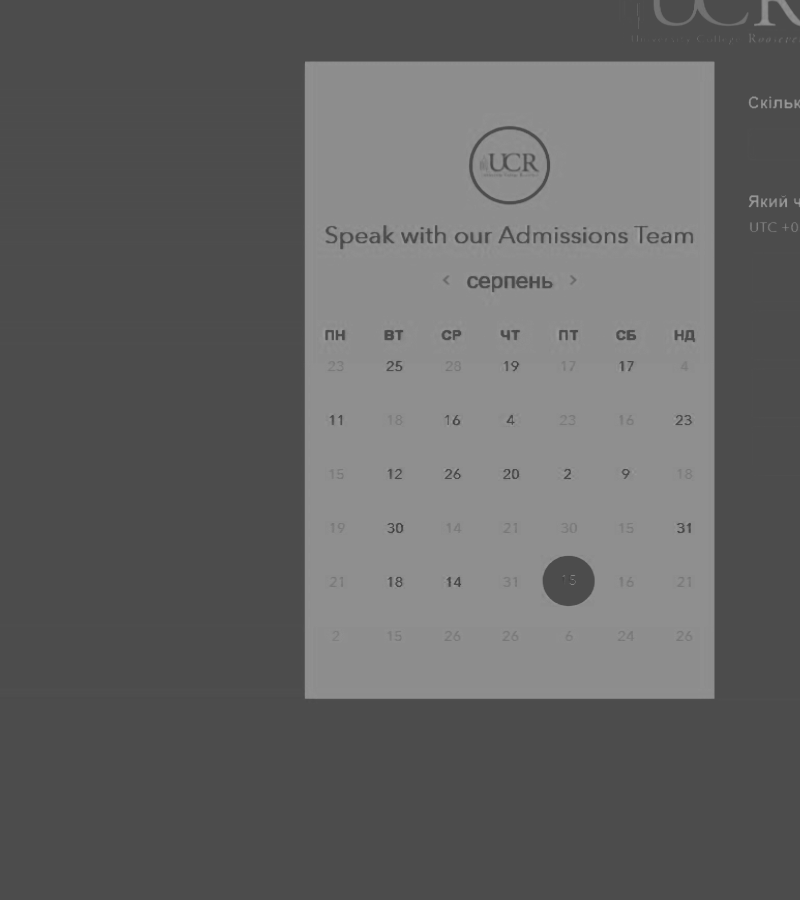 UCR
University College Roosevelt
UCR
Speak with our Admissions Team
< серпень >
ПН ВТ СР ЧТ ПТ СБ НД
23 25 28 19 17 17 4
11 18 16 4 23 16 23
15 12 26 20 2 9 18
19 30 14 21 30 15 31
21 18 14 31 15 16 21
2 15 26 26 6 24 26
Скільк
Який ч
UTC +0